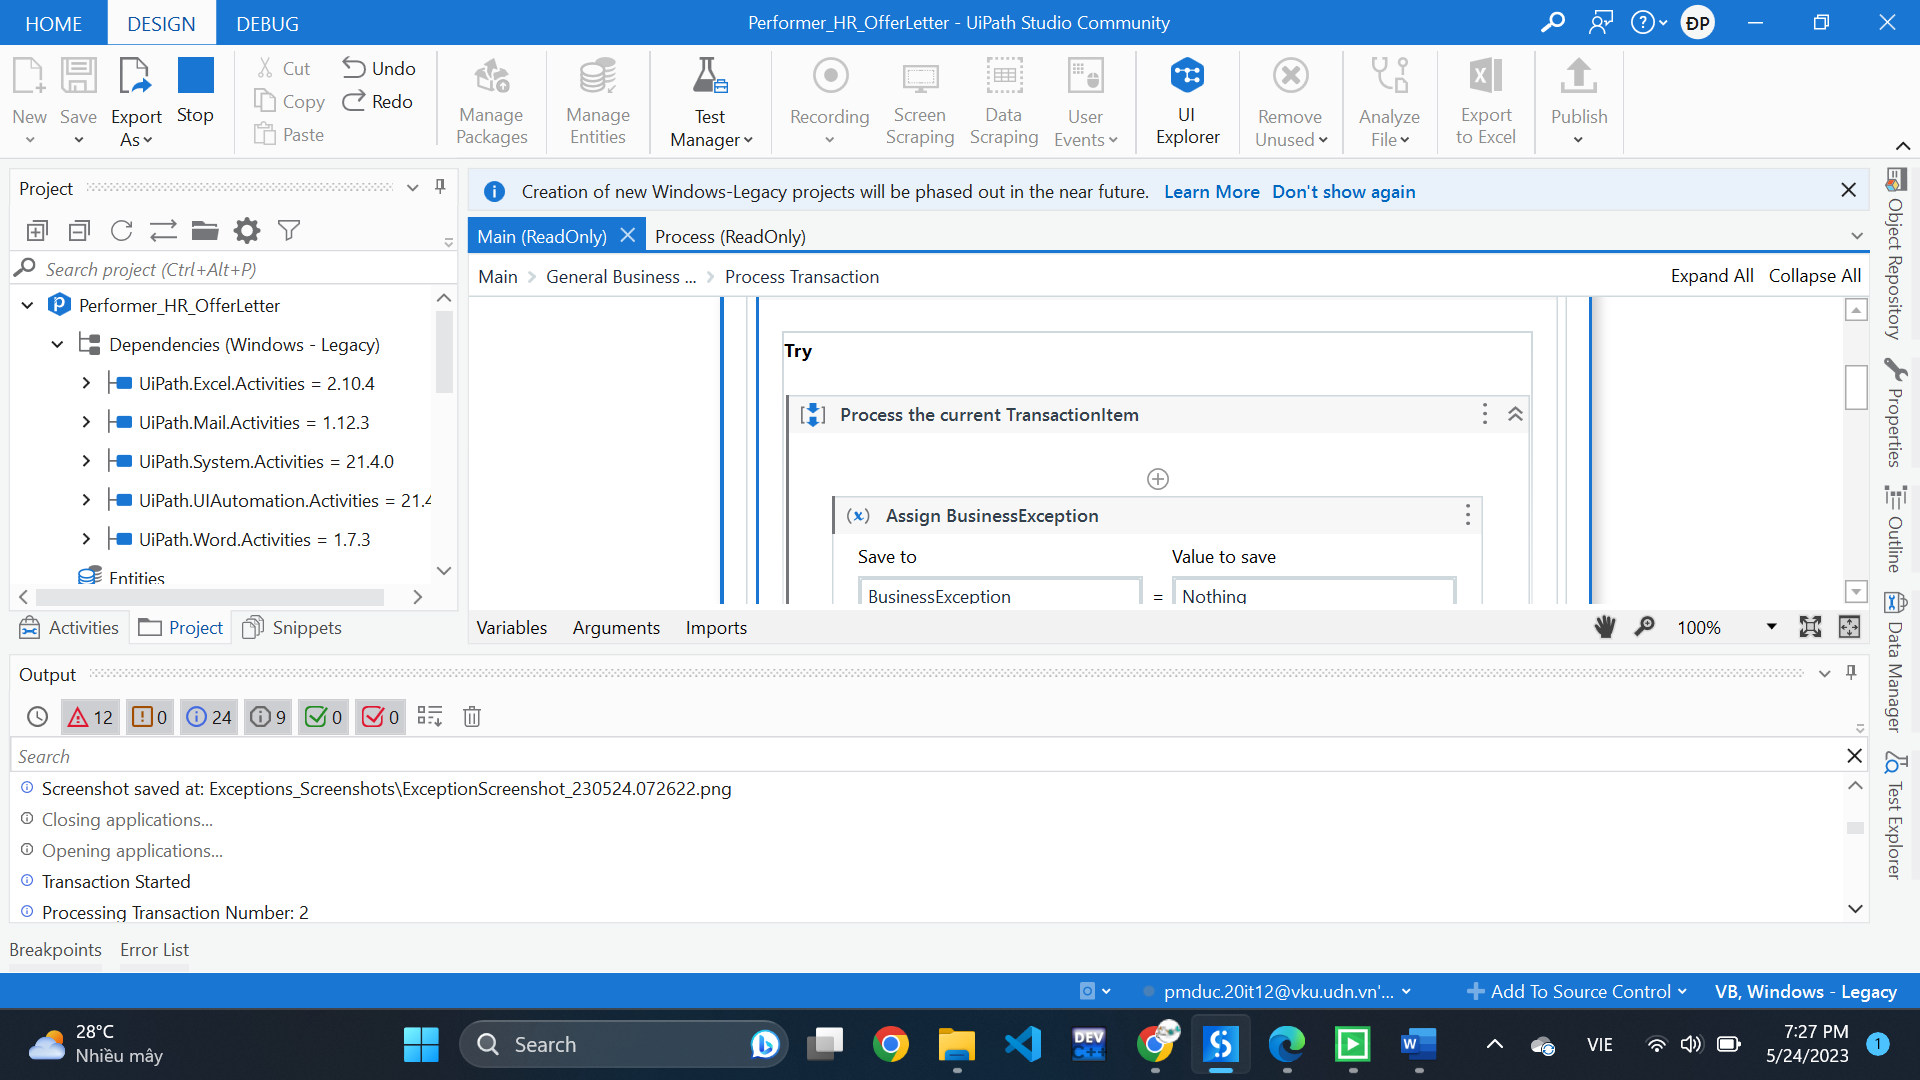 HOME DESIGN DEBUG
Performer_HR_OfferLetter - UiPath Studio Community
ĐP
New
Save
Export As
Stop
Cut
Copy
Paste
Undo
Redo
Manage Packages
Manage Entities
Test Manager
Recording
Screen Scraping
Data Scraping
User Events
UI Explorer
Remove Unused
Analyze File
Export to Excel
Publish
Project
Search project (Ctrl+Alt+P)
Performer_HR_OfferLetter
Dependencies (Windows - Legacy)
UiPath.Excel.Activities = 2.10.4
UiPath.Mail.Activities = 1.12.3
UiPath.System.Activities = 21.4.0
UiPath.UIAutomation.Activities = 21.4
UiPath.Word.Activities = 1.7.3
Entities
Activities Project Snippets
Creation of new Windows-Legacy projects will be phased out in the near future. Learn More Don't show again
Main (ReadOnly) Process (ReadOnly)
Main > General Business ... > Process Transaction
Expand All Collapse All
Try
Process the current TransactionItem
(x) Assign BusinessException
Save to Value to save
BusinessException = Nothing
Variables Arguments Imports
100%
Object Repository
Properties
Outline
Data Manager
Test Explorer
Output
12 0 24 9 0 0
Search
Screenshot saved at: Exceptions_Screenshots\ExceptionScreenshot_230524.072622.png
Closing applications...
Opening applications...
Transaction Started
Processing Transaction Number: 2
Breakpoints Error List
pmduc.20it12@vku.udn.vn'...
Add To Source Control
VB, Windows - Legacy
28°C
Nhiều mây
Search
DEV C++
W
VIE
7:27 PM
5/24/2023
1